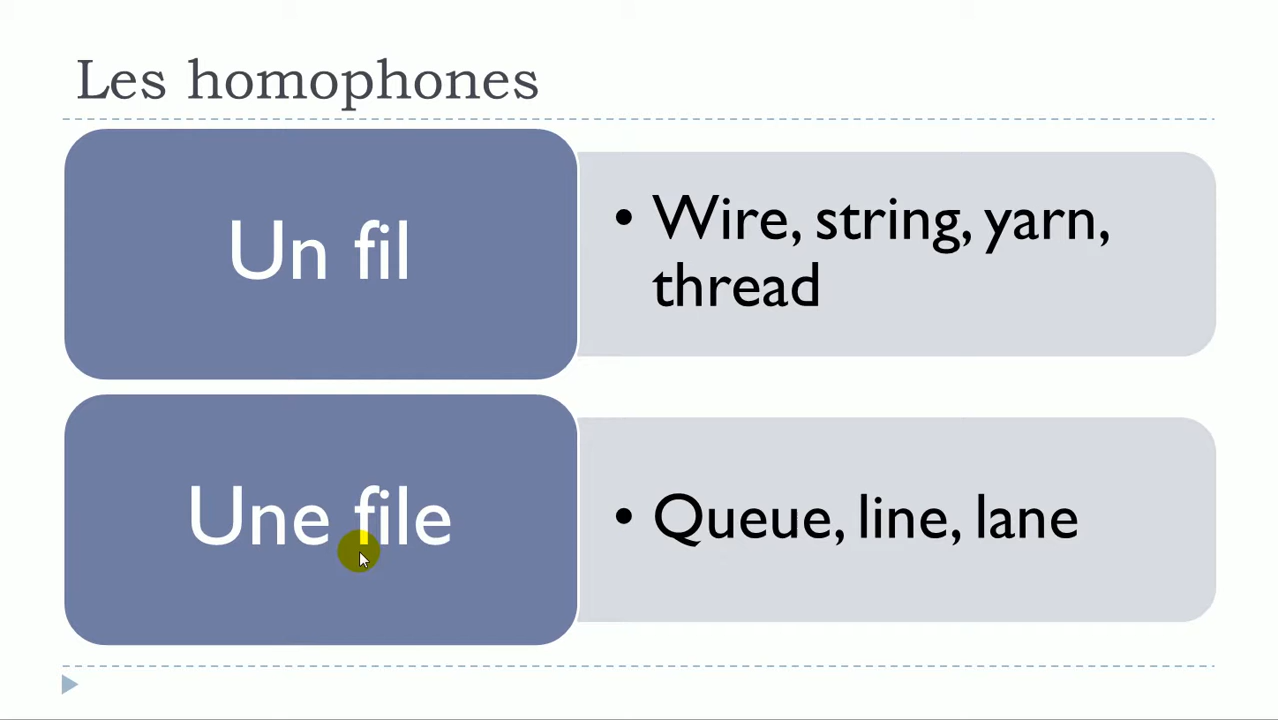 Les homophones
Un fil
• Wire, string, yarn,
thread
Une file
• Queue, line, lane